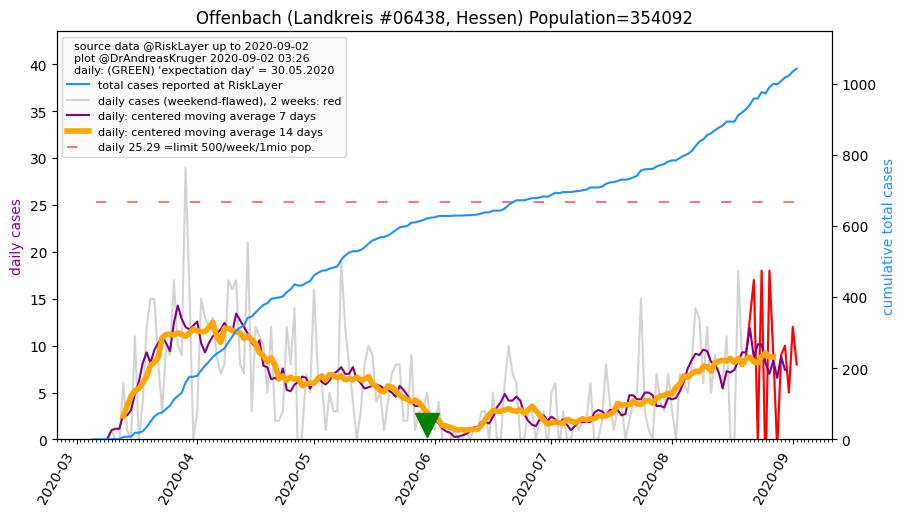 Offenbach (Landkreis #06438, Hessen) Population=354092
source data @RiskLayer up to 2020-09-02
plot @DrAndreasKruger 2020-09-02 03:26
daily: (GREEN) 'expectation day' = 30.05.2020
total cases reported at RiskLayer
daily cases (weekend-flawed), 2 weeks: red
daily: centered moving average 7 days
daily: centered moving average 14 days
daily 25.29 =limit 500/week/1mio pop.
daily cases
40
35
30
25
20
15
10
5
0
cumulative total cases
1000
800
600
400
200
0
2020-03
2020-04
2020-05
2020-06
2020-07
2020-08
2020-09